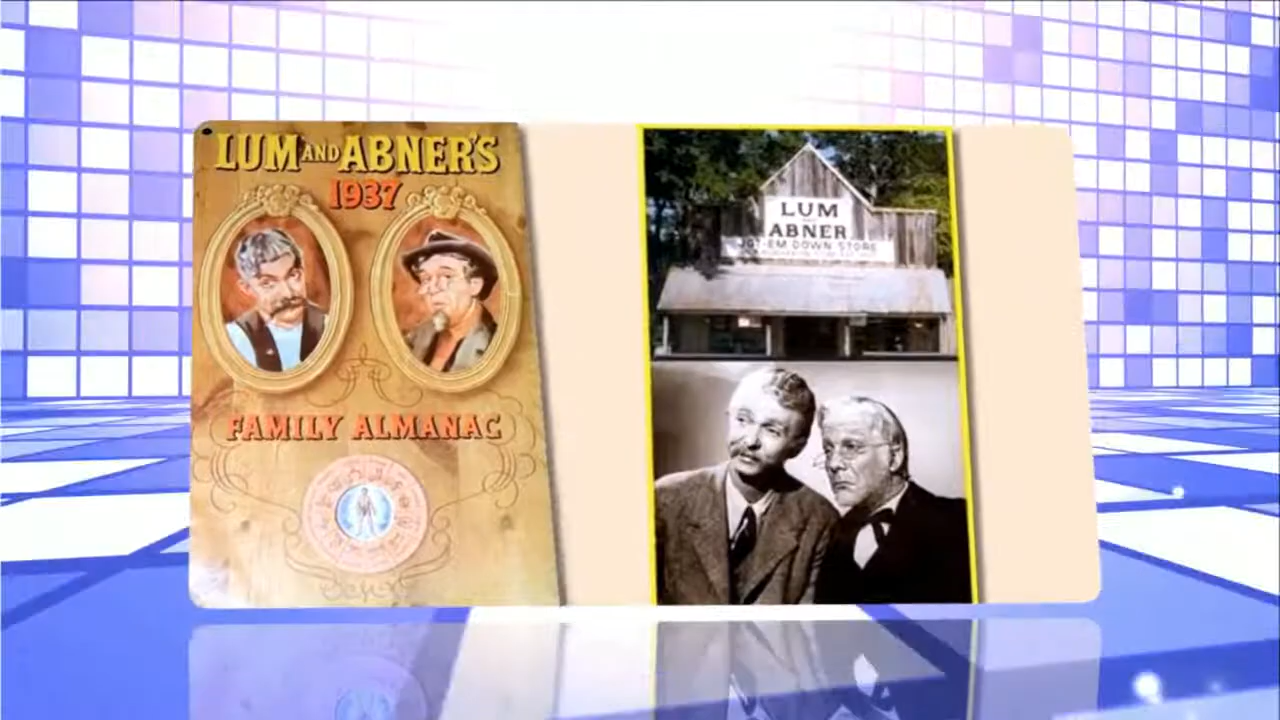 LUM AND ABNER'S
1937
FAMILY ALMANAC
LUM
ABNER
JOT-EM DOWN STORE